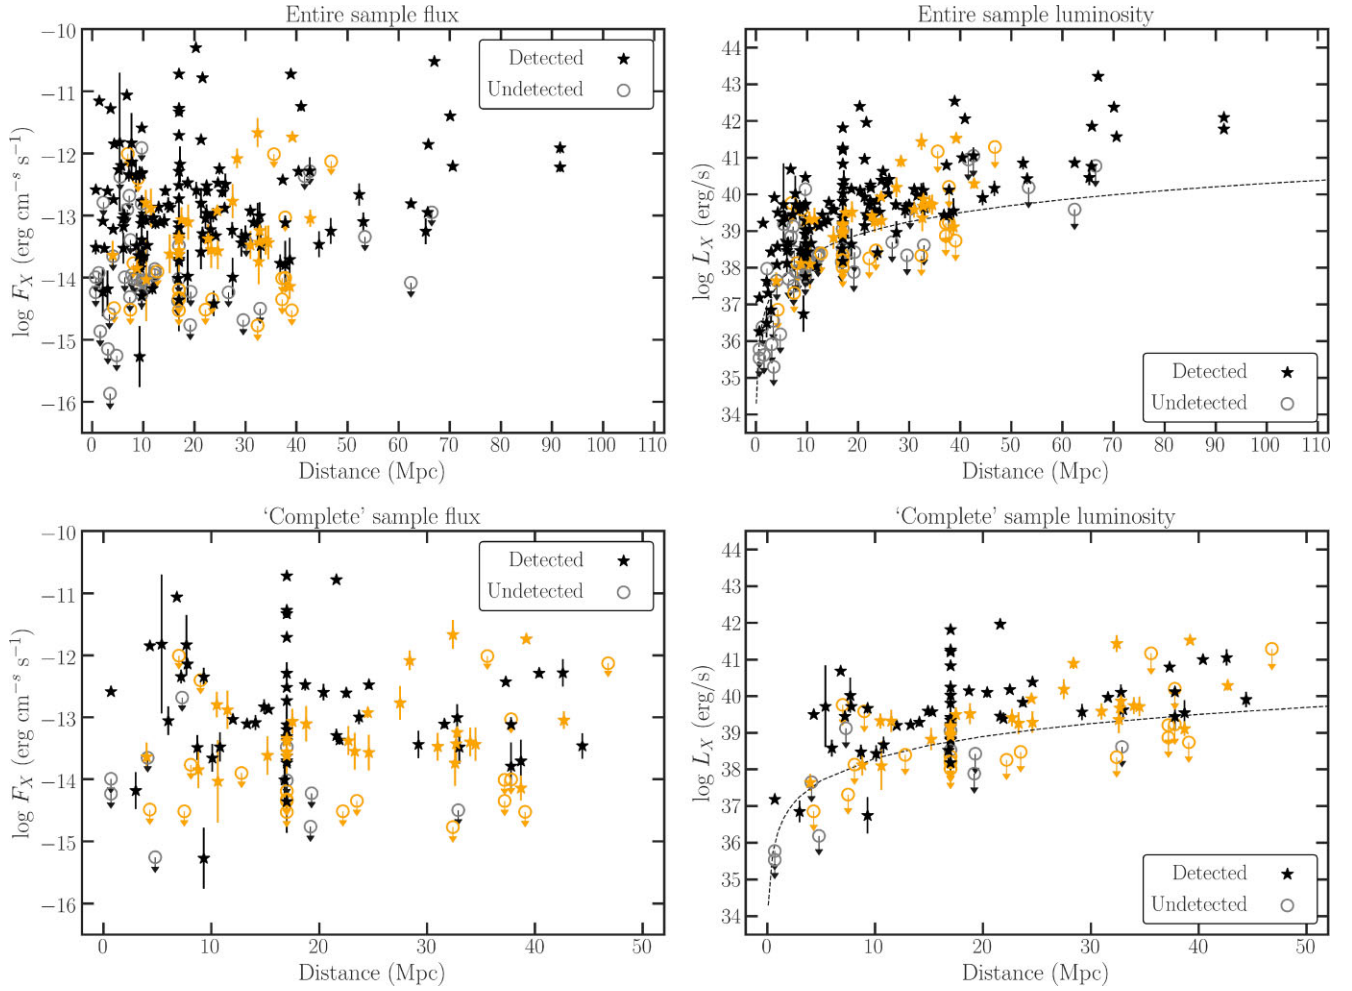 Entire sample flux
−10
−11
−12
−13
−14
−15
−16
log F_X (erg cm⁻ˢ s⁻¹)
Detected
Undetected
0 10 20 30 40 50 60 70 80 90 100 110
Distance (Mpc)
Entire sample luminosity
44
43
42
41
40
39
38
37
36
35
34
log L_X (erg/s)
Detected
Undetected
0 10 20 30 40 50 60 70 80 90 100 110
Distance (Mpc)
‘Complete’ sample flux
−10
−11
−12
−13
−14
−15
−16
log F_X (erg cm⁻ˢ s⁻¹)
Detected
Undetected
0 10 20 30 40 50
Distance (Mpc)
‘Complete’ sample luminosity
44
43
42
41
40
39
38
37
36
35
34
log L_X (erg/s)
Detected
Undetected
0 10 20 30 40 50
Distance (Mpc)